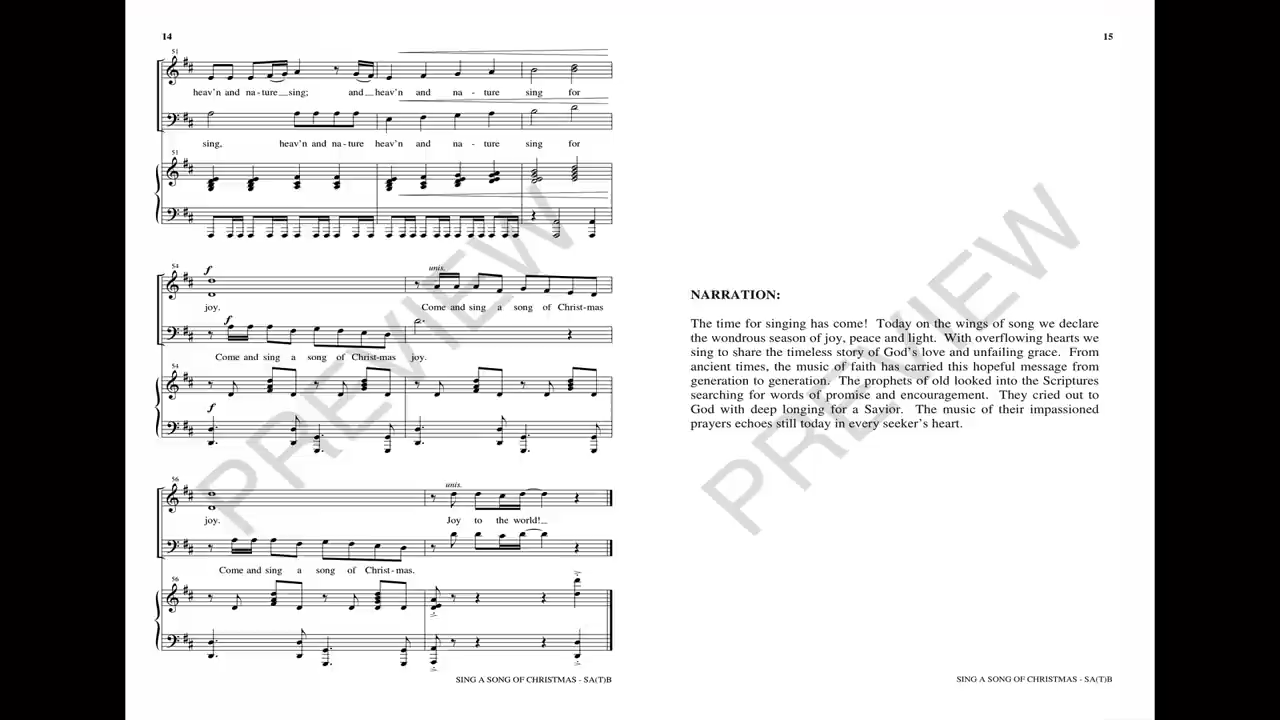 14
51
heav'n and na - ture sing; and heav'n and na - ture sing for
sing, heav'n and na - ture heav'n and na - ture sing for
51
54
f
unis.
joy. Come and sing a song of Christ - mas
f
Come and sing a song of Christ - mas joy.
54
f
56
unis.
joy. Joy to the world!
Come and sing a song of Christ - mas.
56
SING A SONG OF CHRISTMAS - SA(T)B
PREVIEW
15
NARRATION:
The time for singing has come! Today on the wings of song we declare
the wondrous season of joy, peace and light. With overflowing hearts we
sing to share the timeless story of God's love and unfailing grace. From
ancient times, the music of faith has carried this hopeful message from
generation to generation. The prophets of old looked into the Scriptures
searching for words of promise and encouragement. They cried out to
God with deep longing for a Savior. The music of their impassioned
prayers echoes still today in every seeker's heart.
PREVIEW
SING A SONG OF CHRISTMAS - SA(T)B